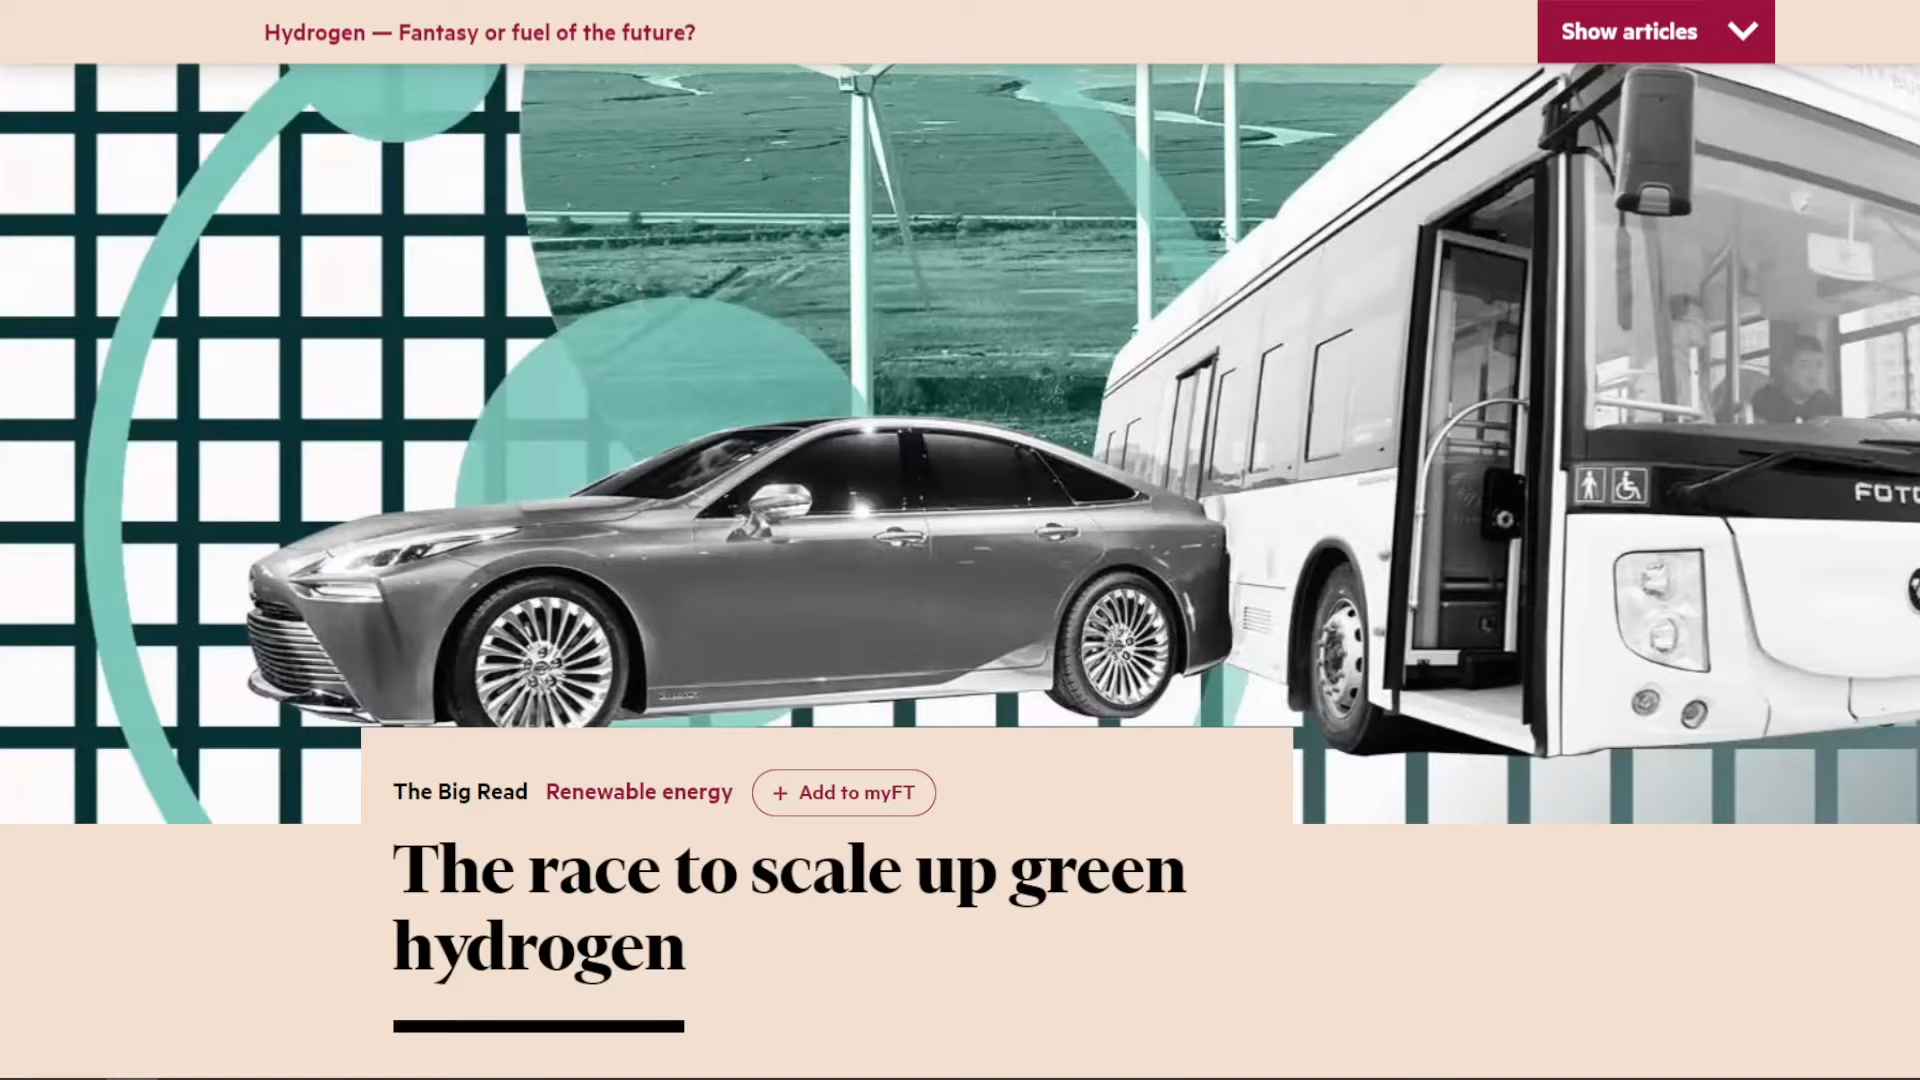 Hydrogen — Fantasy or fuel of the future?
Show articles
The Big Read Renewable energy + Add to myFT
The race to scale up green
hydrogen